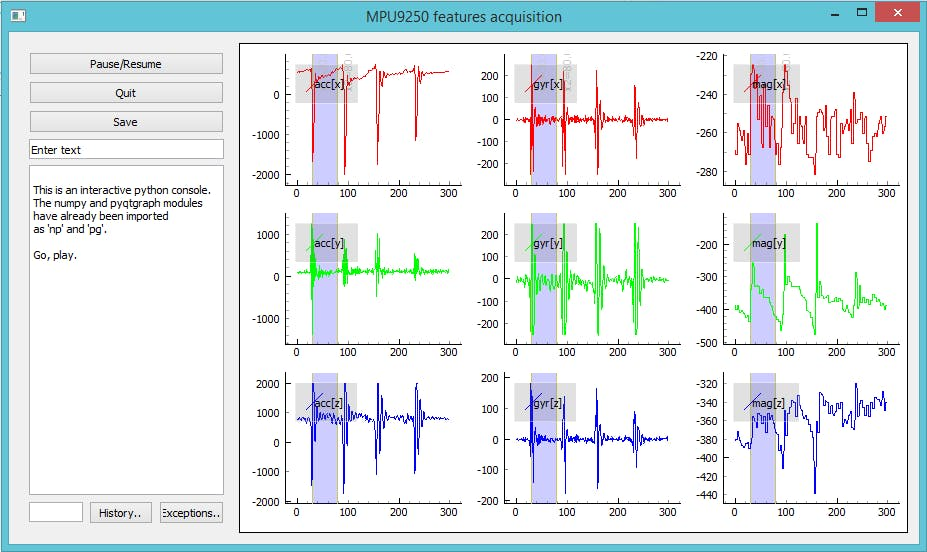 MPU9250 features acquisition
Pause/Resume
Quit
Save
Enter text
This is an interactive python console.
The numpy and pyqtgraph modules
have already been imported
as 'np' and 'pg'.
Go, play.
History..
Exceptions..
acc[x]
0
-1000
-2000
0 100 200 300
gyr[x]
200
100
0
-100
-200
0 100 200 300
mag[x]
-220
-240
-260
-280
0 100 200 300
acc[y]
1000
0
-1000
0 100 200 300
gyr[y]
200
100
0
-100
-200
0 100 200 300
mag[y]
-200
-300
-400
-500
0 100 200 300
acc[z]
2000
1000
0
-1000
-2000
0 100 200 300
gyr[z]
200
100
0
-100
-200
0 100 200 300
mag[z]
-320
-340
-360
-380
-400
-420
-440
0 100 200 300